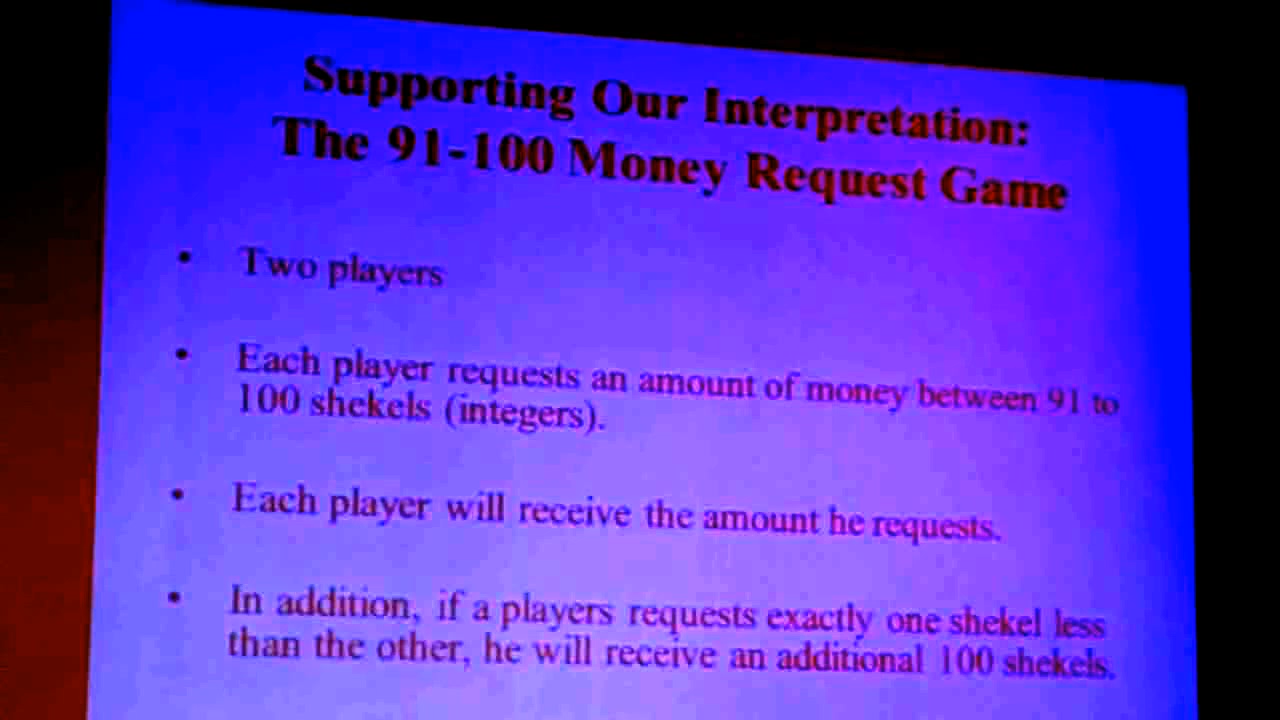 Supporting Our Interpretation:
The 91-100 Money Request Game
• Two players
• Each player requests an amount of money between 91 to
100 shekels (integers).
• Each player will receive the amount he requests.
• In addition, if a players requests exactly one shekel less
than the other, he will receive an additional 100 shekels.